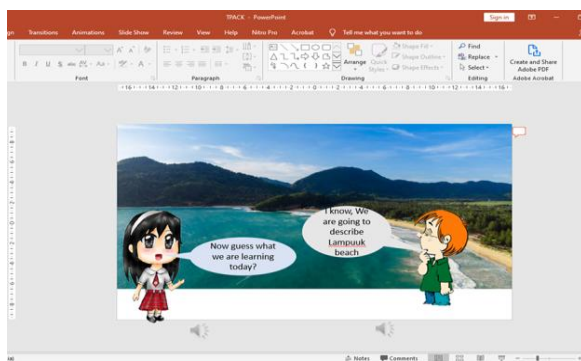 TPACK - PowerPoint
Sign in
gn Transitions Animations Slide Show Review View Help Nitro Pro Acrobat Tell me what you want to do
Shape Fill
Shape Outline
Shape Effects
Arrange
Quick Styles
Find
Replace
Select
Create and Share
Adobe PDF
Font Paragraph Drawing Editing Adobe Acrobat
Now guess what
we are learning
today?
I know, We
are going to
describe
Lampuuk
beach
Notes Comments